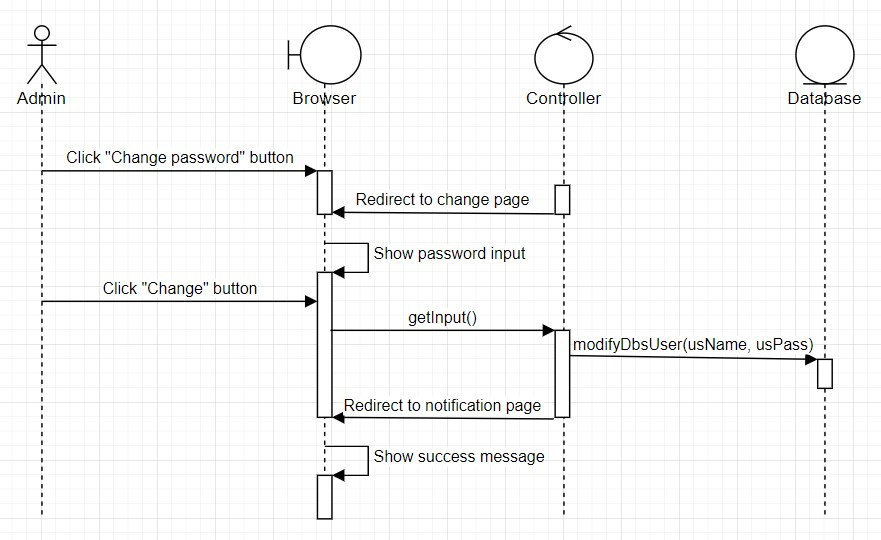 Admin
Browser
Controller
Database
Click "Change password" button
Redirect to change page
Show password input
Click "Change" button
getInput()
modifyDbsUser(usName, usPass)
Redirect to notification page
Show success message